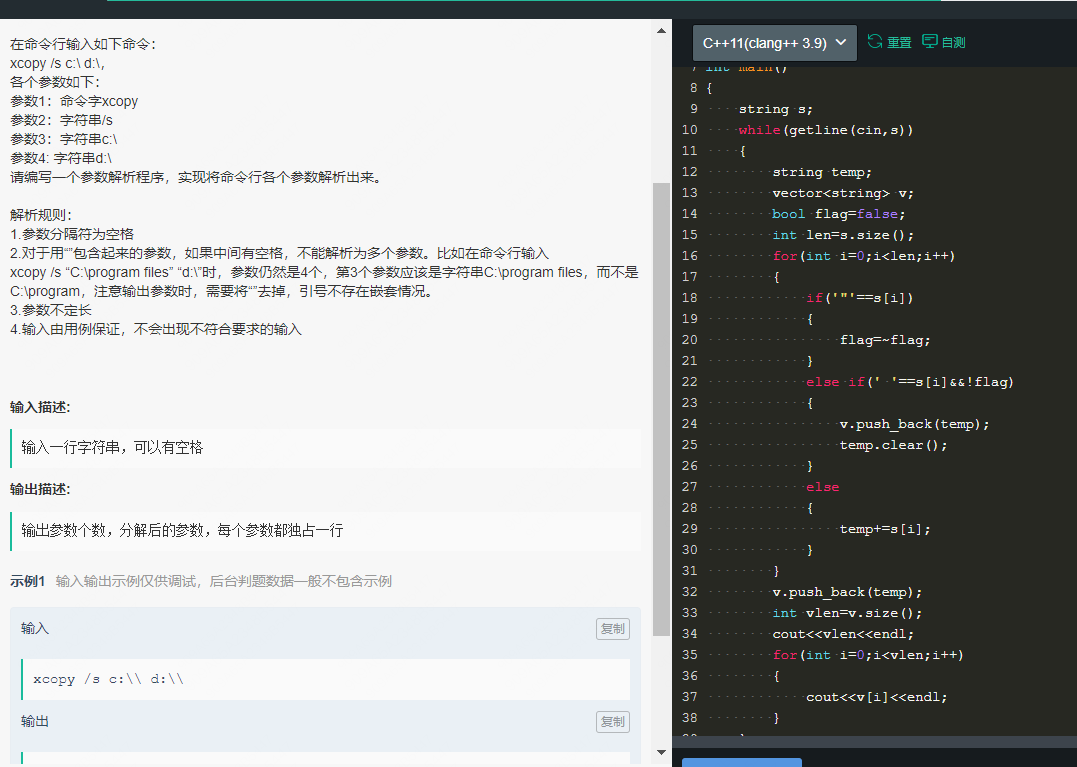 在命令行输入如下命令：
xcopy /s c:\ d:\，
各个参数如下：
参数1：命令字xcopy
参数2：字符串/s
参数3：字符串c:\
参数4: 字符串d:\
请编写一个参数解析程序，实现将命令行各个参数解析出来。
解析规则：
1.参数分隔符为空格
2.对于用“”包含起来的参数，如果中间有空格，不能解析为多个参数。比如在命令行输入
xcopy /s “C:\program files” “d:\”时，参数仍然是4个，第3个参数应该是字符串C:\program files，而不是
C:\program，注意输出参数时，需要将“”去掉，引号不存在嵌套情况。
3.参数不定长
4.输入由用例保证，不会出现不符合要求的输入
输入描述:
输入一行字符串，可以有空格
输出描述:
输出参数个数，分解后的参数，每个参数都独占一行
示例1 输入输出示例仅供调试，后台判题数据一般不包含示例
输入
复制
xcopy /s c:\\ d:\\
输出
复制
C++11(clang++ 3.9)
重置
自测
7 int main()
8 {
9 string s;
10 while(getline(cin,s))
11 {
12 string temp;
13 vector<string> v;
14 bool flag=false;
15 int len=s.size();
16 for(int i=0;i<len;i++)
17 {
18 if('"'==s[i])
19 {
20 flag=~flag;
21 }
22 else if(' '==s[i]&&!flag)
23 {
24 v.push_back(temp);
25 temp.clear();
26 }
27 else
28 {
29 temp+=s[i];
30 }
31 }
32 v.push_back(temp);
33 int vlen=v.size();
34 cout<<vlen<<endl;
35 for(int i=0;i<vlen;i++)
36 {
37 cout<<v[i]<<endl;
38 }